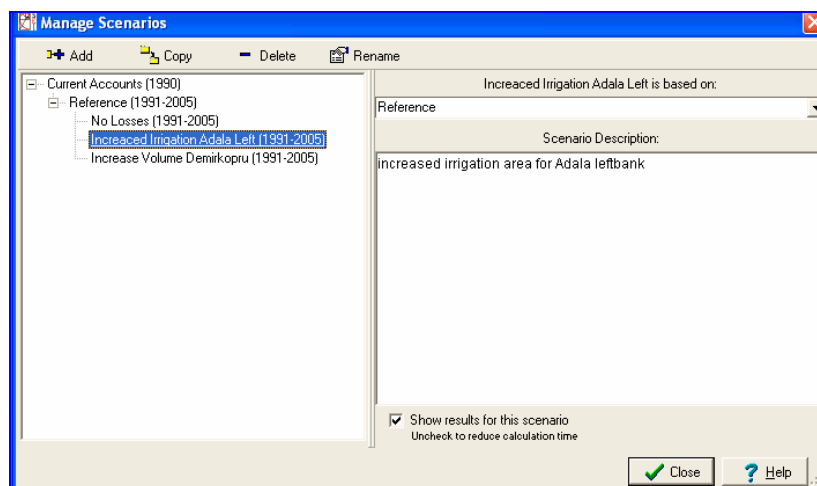 Manage Scenarios
Add Copy Delete Rename
Current Accounts (1990)
Reference (1991-2005)
No Losses (1991-2005)
Increaced Irrigation Adala Left (1991-2005)
Increase Volume Demirkopru (1991-2005)
Increaced Irrigation Adala Left is based on:
Reference
Scenario Description:
increased irrigation area for Adala leftbank
Show results for this scenario
Uncheck to reduce calculation time
Close Help